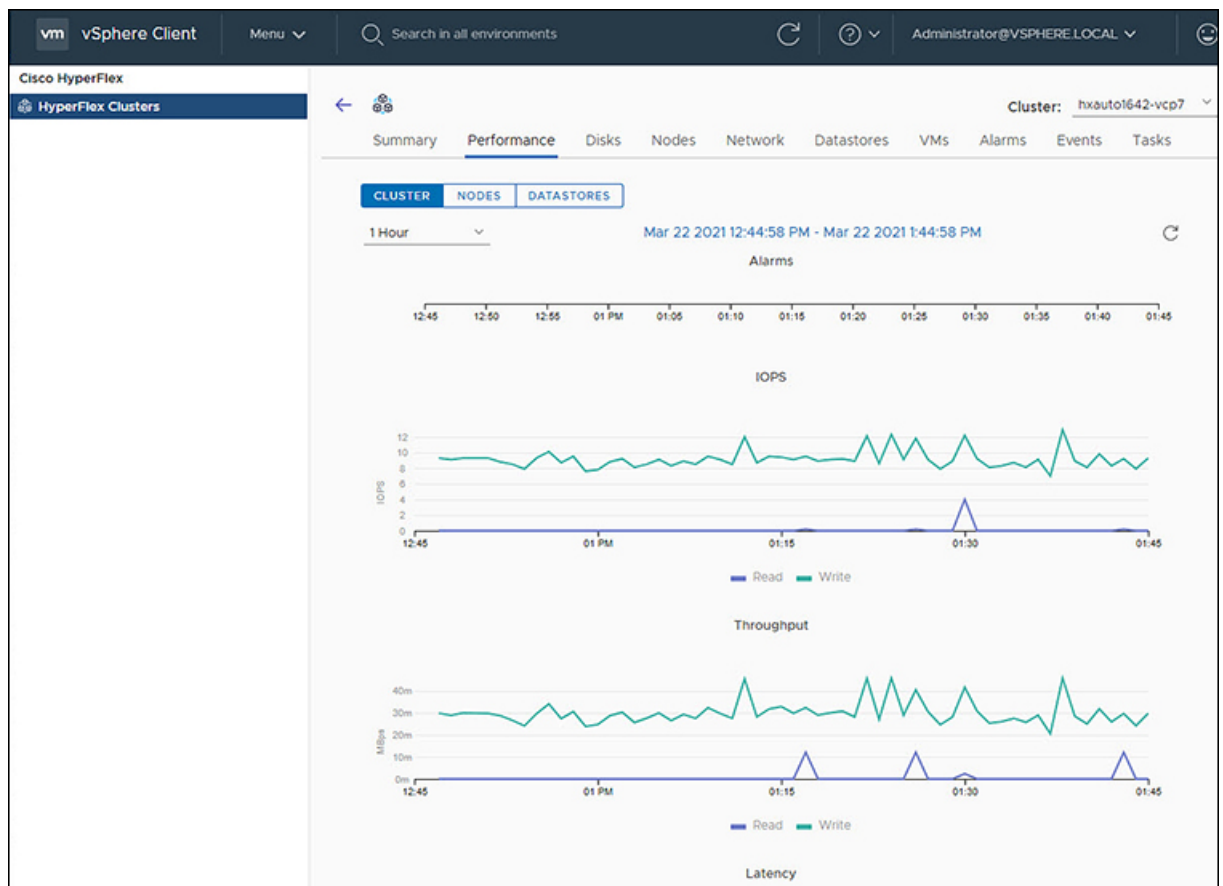 vm vSphere Client Menu Search in all environments Administrator@VSPHERE.LOCAL
Cisco HyperFlex
HyperFlex Clusters
Cluster: hxauto1642-vcp7
Summary Performance Disks Nodes Network Datastores VMs Alarms Events Tasks
CLUSTER NODES DATASTORES
1 Hour Mar 22 2021 12:44:58 PM - Mar 22 2021 1:44:58 PM
Alarms
12:45 12:50 12:55 01 PM 01:05 01:10 01:15 01:20 01:25 01:30 01:35 01:40 01:45
IOPS
12
10
8
6
4
2
0
IOPS
12:45 01 PM 01:15 01:30 01:45
Read Write
Throughput
40m
30m
20m
10m
0m
MBps
12:45 01 PM 01:15 01:30 01:45
Read Write
Latency